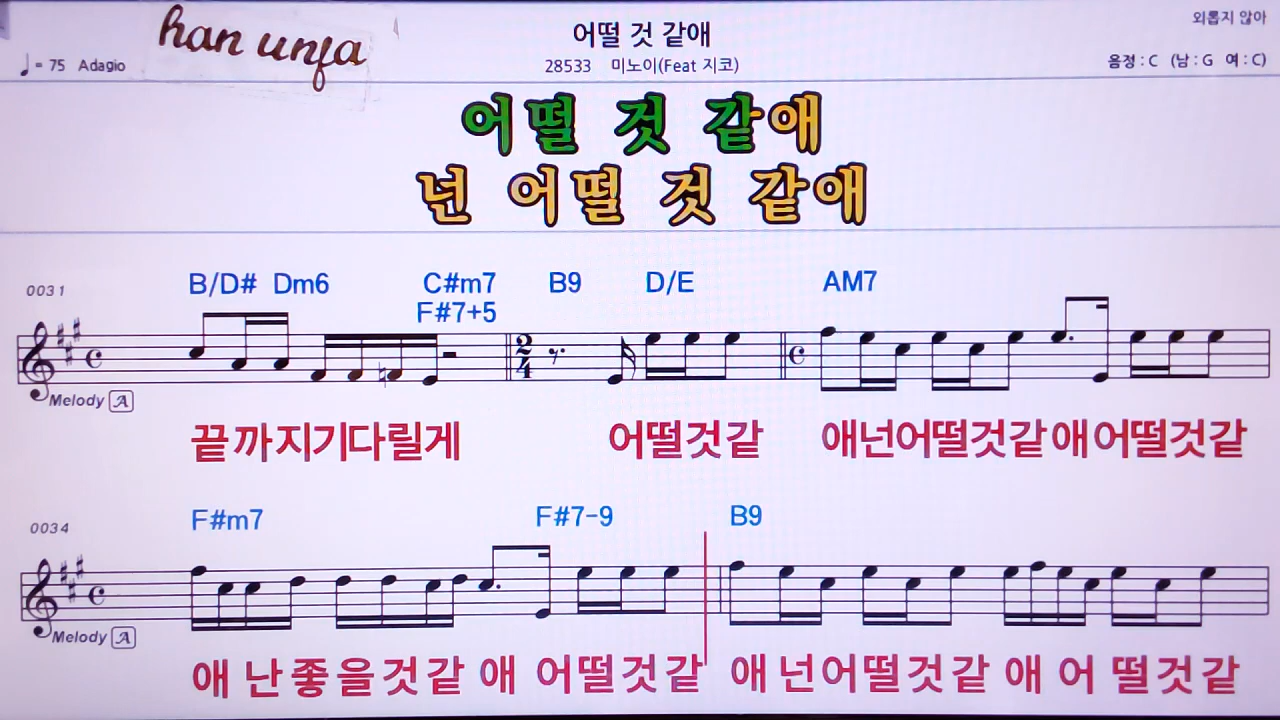 han unja
어떨 것 같애
외롭지 않아
♩= 75 Adagio
28533 미노이(Feat 지코)
음정 : C (남 : G 여 : C)
어떨 것 같애
넌 어떨 것 같애
0031
B/D# Dm6 C#m7 B9 D/E AM7
F#7+5
2/4
Melody A
끝까지기다릴게 어떨것같 애넌어떨것같애어떨것같
0034
F#m7 F#7-9 B9
Melody A
애 난좋을것같 애 어떨것같 애 넌어떨것같 애 어 떨것같